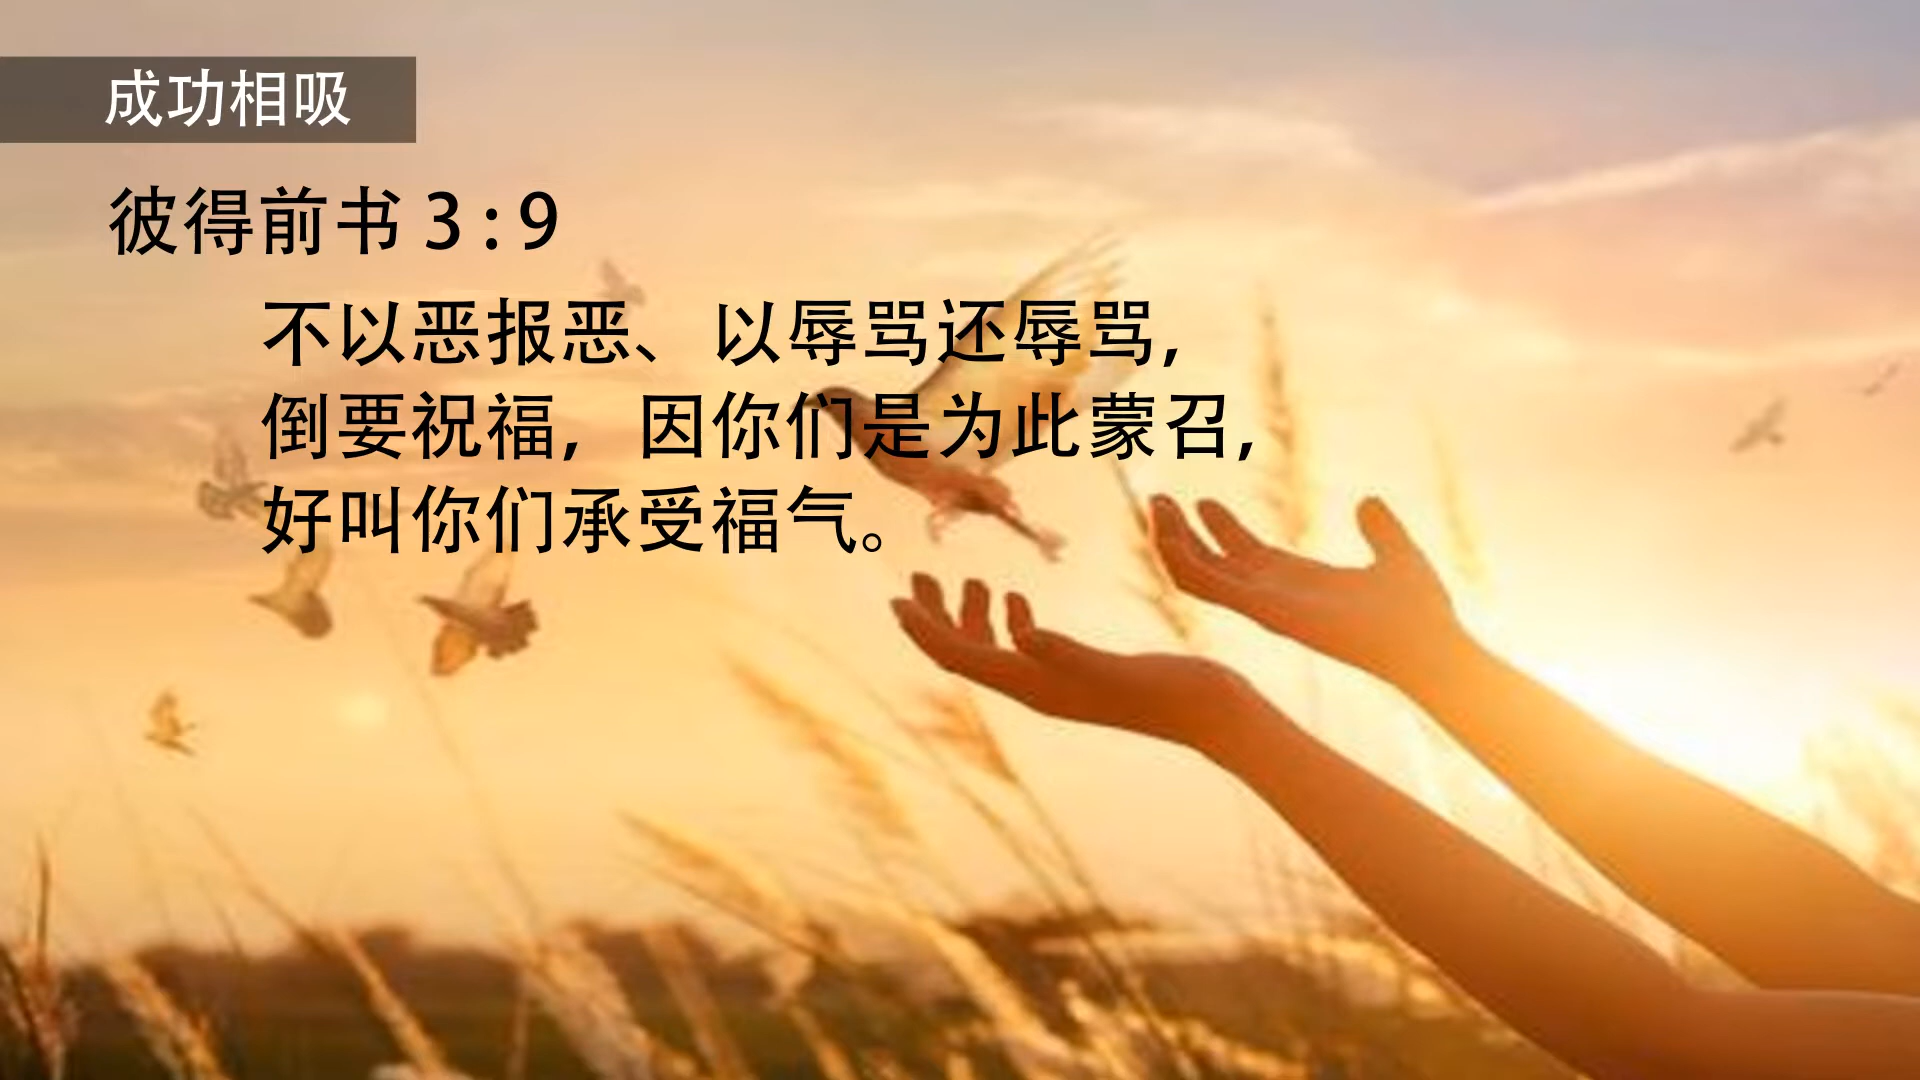 成功相吸
彼得前书 3 : 9
不以恶报恶、以辱骂还辱骂，
倒要祝福，因你们是为此蒙召，
好叫你们承受福气。